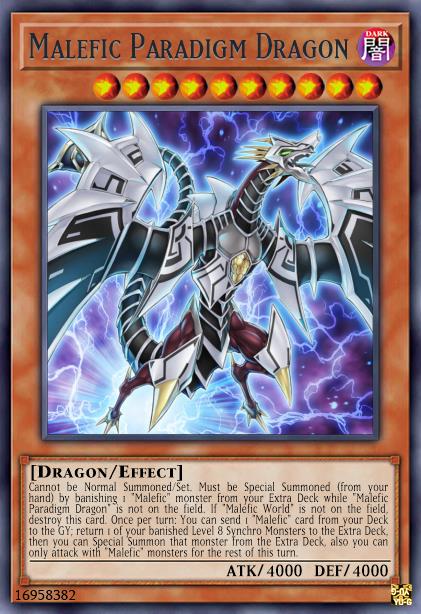 MALEFIC PARADIGM DRAGON
DARK
闇
[DRAGON/EFFECT]
Cannot be Normal Summoned/Set. Must be Special Summoned (from your
hand) by banishing 1 "Malefic" monster from your Extra Deck while "Malefic
Paradigm Dragon" is not on the field. If "Malefic World" is not on the field,
destroy this card. Once per turn: You can send 1 "Malefic" card from your Deck
to the GY; return 1 of your banished Level 8 Synchro Monsters to the Extra Deck,
then you can Special Summon that monster from the Extra Deck, also you can
only attack with "Malefic" monsters for the rest of this turn.
ATK/4000 DEF/4000
16958382